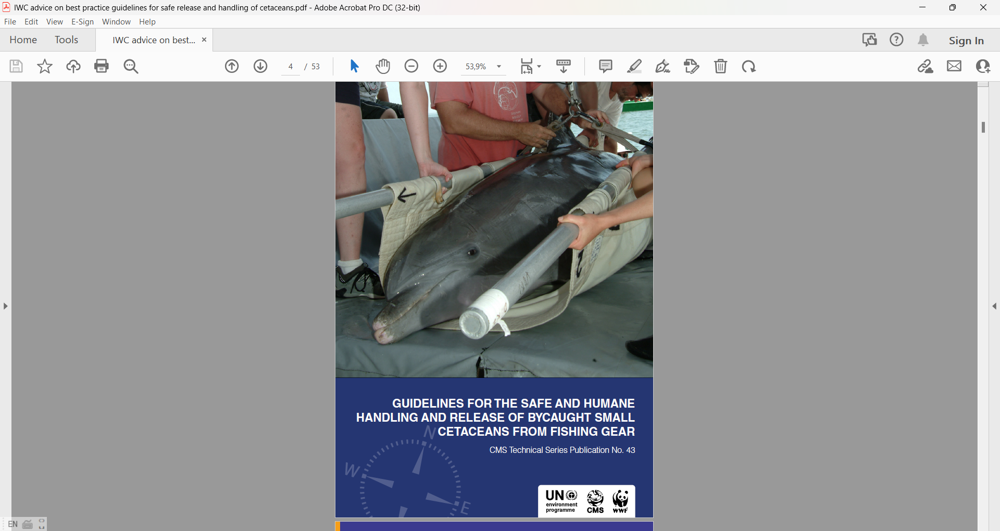 IWC advice on best practice guidelines for safe release and handling of cetaceans.pdf - Adobe Acrobat Pro DC (32-bit)
File Edit View E-Sign Window Help
Home Tools IWC advice on best... × Sign In
4 / 53 53,9%
GUIDELINES FOR THE SAFE AND HUMANE
HANDLING AND RELEASE OF BYCAUGHT SMALL
CETACEANS FROM FISHING GEAR
CMS Technical Series Publication No. 43
N
W
E
UN
environment
programme
CMS
WWF
EN